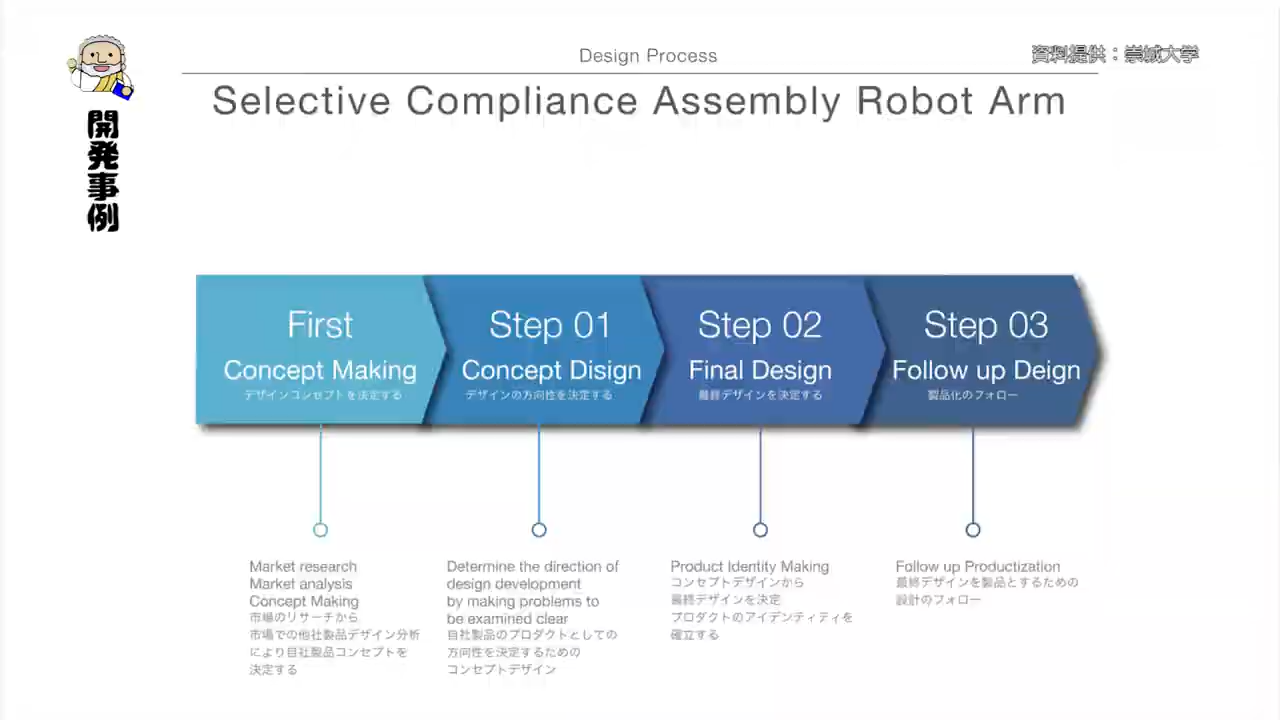 Design Process
資料提供：崇城大学
Selective Compliance Assembly Robot Arm
開発事例
First
Concept Making
デザインコンセプトを決定する
Step 01
Concept Disign
デザインの方向性を決定する
Step 02
Final Design
最終デザインを決定する
Step 03
Follow up Deign
製品化のフォロー
Market research
Market analysis
Concept Making
市場のリサーチから
市場での他社製品デザイン分析
により自社製品コンセプトを
決定する
Determine the direction of
design development
by making problems to
be examined clear
自社製品のプロダクトとしての
方向性を決定するための
コンセプトデザイン
Product Identity Making
コンセプトデザインから
最終デザインを決定
プロダクトのアイデンティティを
確立する
Follow up Productization
最終デザインを製品とするための
設計のフォロー